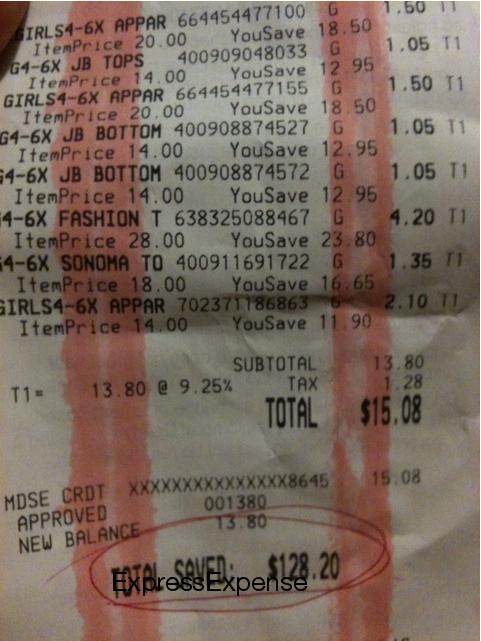 GIRLS4-6X APPAR 664454477100 G 1.50 T1
ItemPrice 20.00 YouSave 18.50
G4-6X JB TOPS 400909048033 G 1.05 T1
ItemPrice 14.00 YouSave 12 95
GIRLS4-6X APPAR 664454477155 G 1.50 T1
ItemPrice 20.00 YouSave 18.50
G4-6X JB BOTTOM 400908874527 G 1.05 T1
ItemPrice 14.00 YouSave 12.95
G4-6X JB BOTTOM 400908874572 G 1.05 T1
ItemPrice 14.00 YouSave 12.95
G4-6X FASHION T 638325088467 G 4.20 T1
ItemPrice 28.00 YouSave 23.80
G4-6X SONOMA TO 400911691722 G 1.35 T1
ItemPrice 18.00 YouSave 16.65
GIRLS4-6X APPAR 702371186863 G 2.10 T1
ItemPrice 14.00 YouSave 11.90
SUBTOTAL 13.80
T1= 13.80 @ 9.25% TAX 1.28
TOTAL $15.08
MDSE CRDT XXXXXXXXXXXXXXX8645 15.08
APPROVED 001380
NEW BALANCE 13.80
TOTAL SAVED: $128.20
ExpressExpense